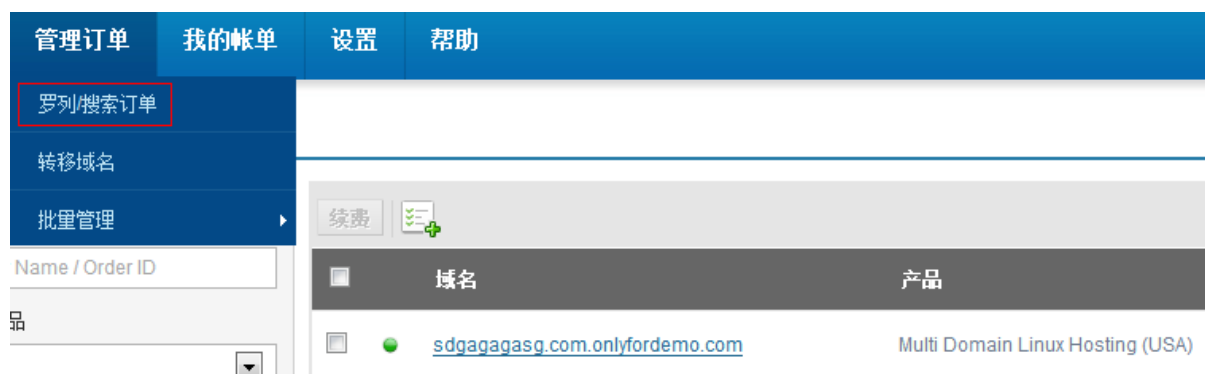 管理订单 我的帐单 设置 帮助
罗列/搜索订单
转移域名
批量管理
续费
Name / Order ID
域名 产品
品
sdgagagasg.com.onlyfordemo.com Multi Domain Linux Hosting (USA)